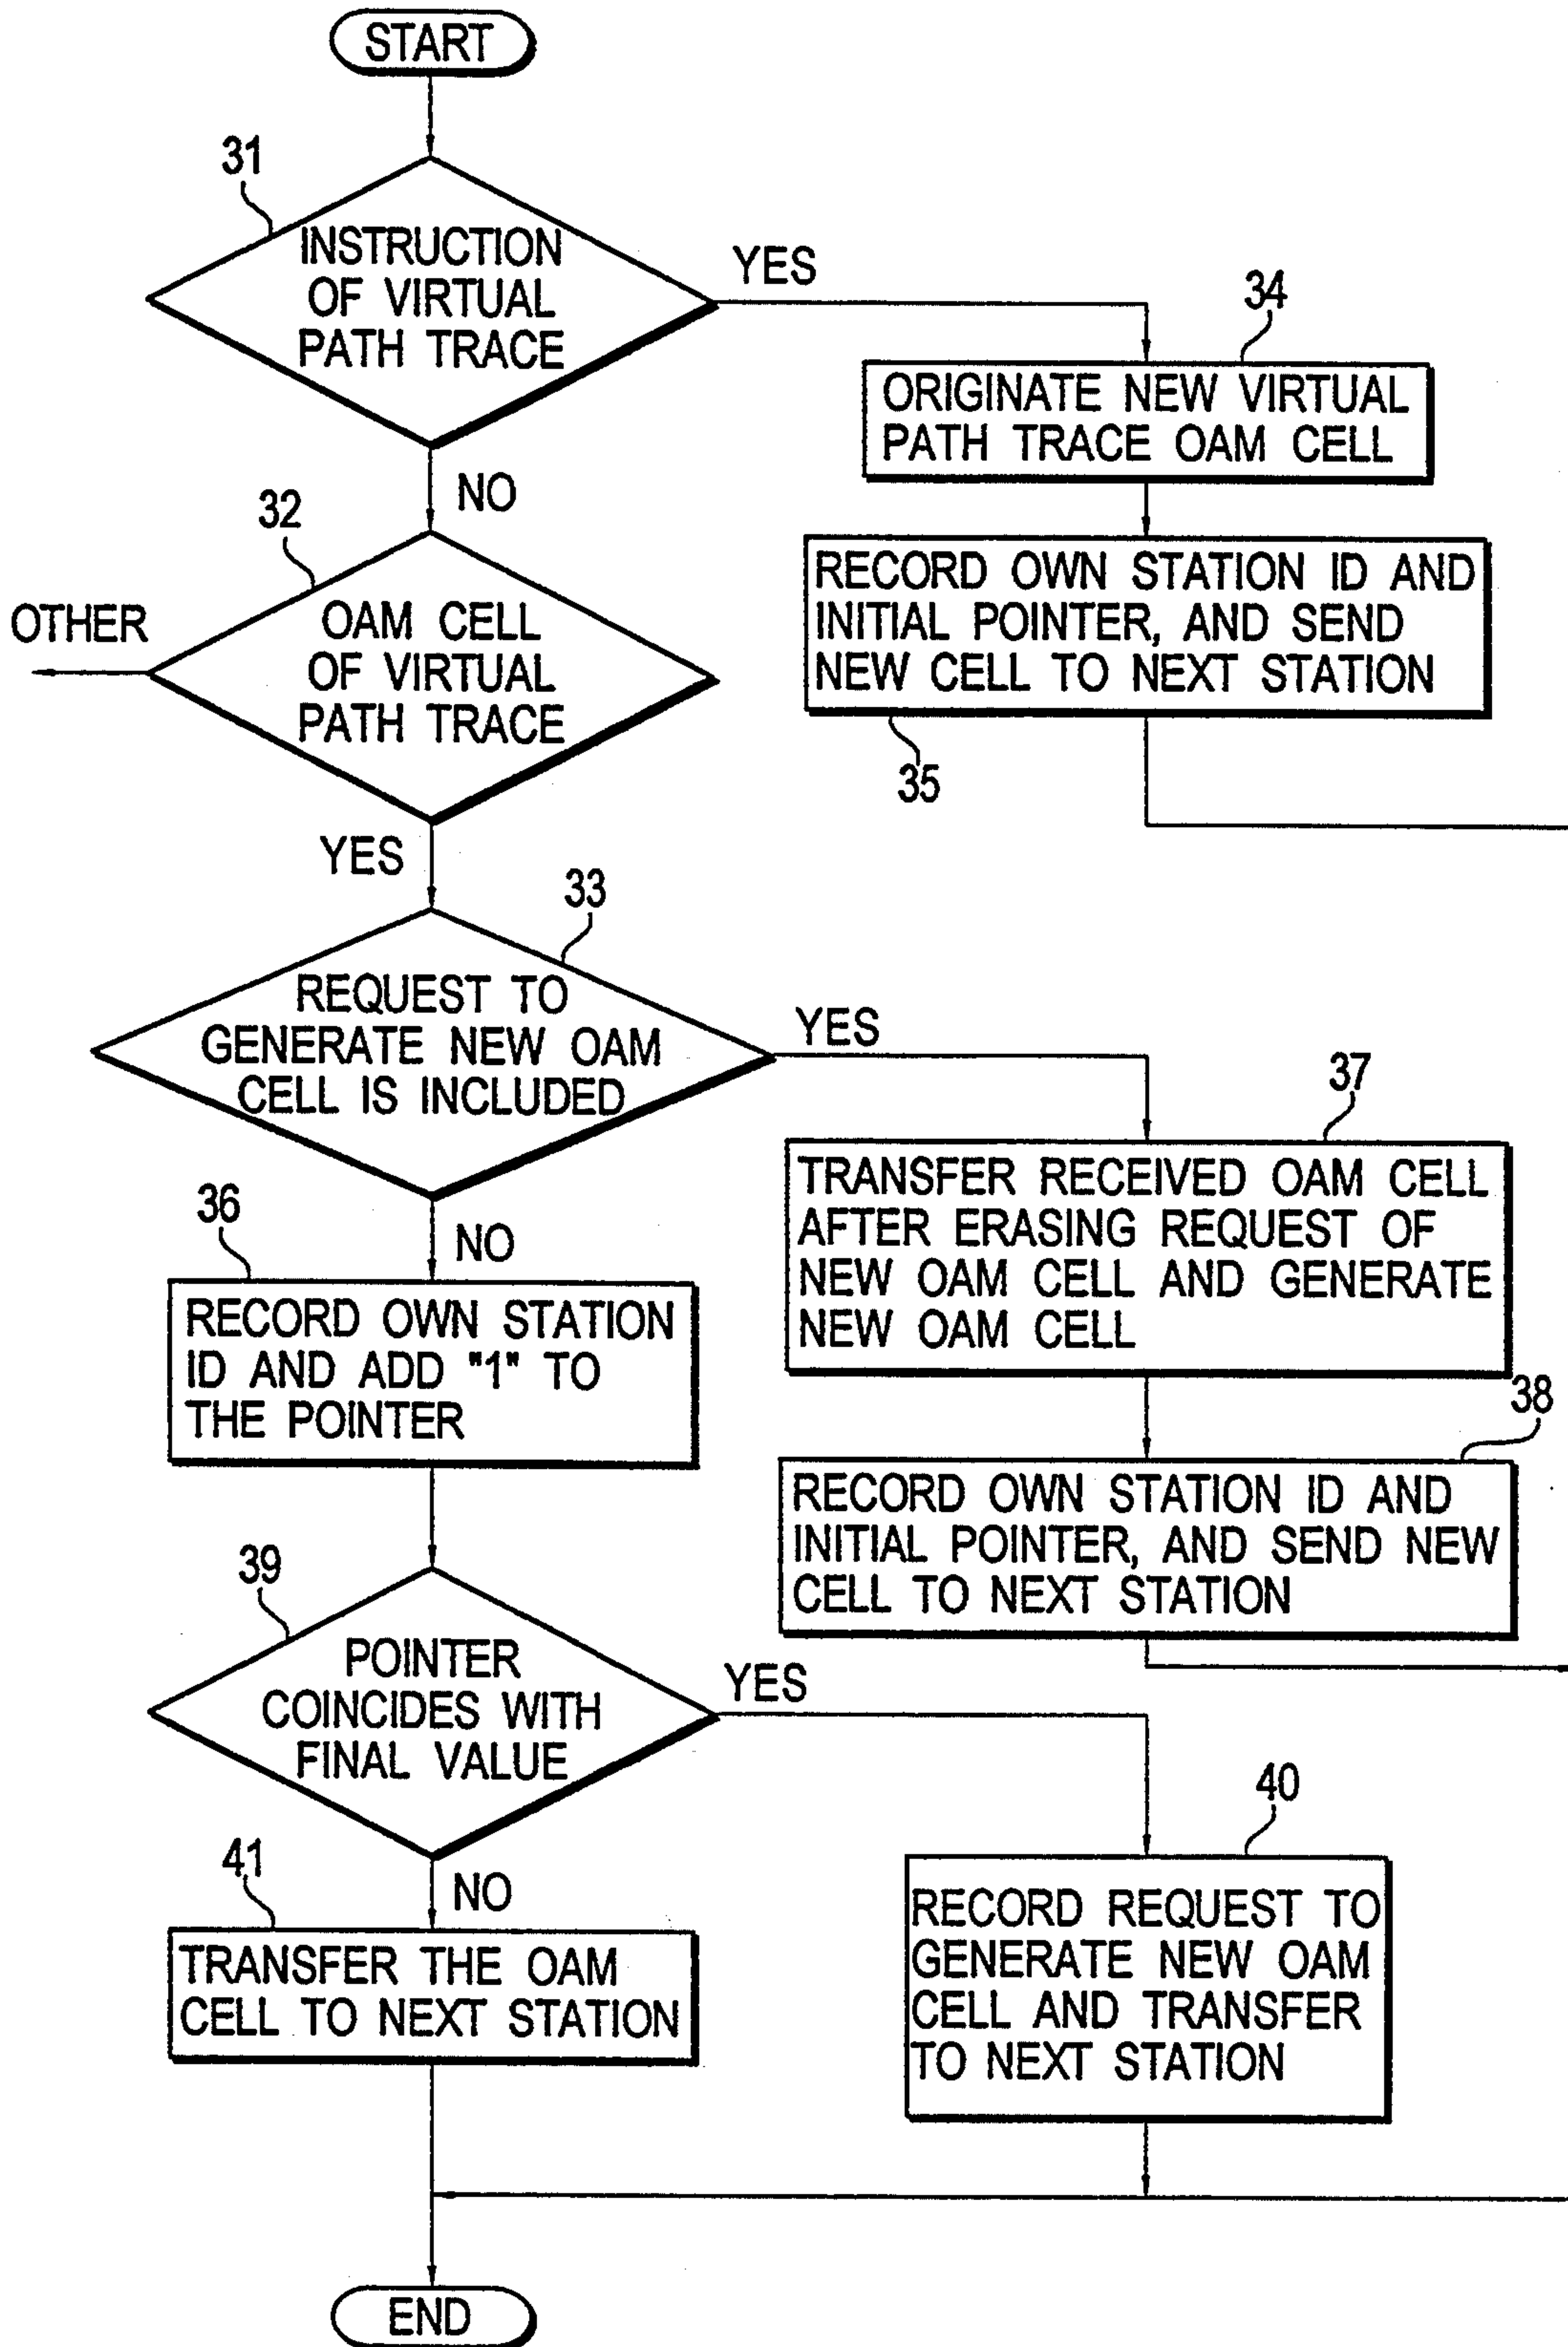 START
31
INSTRUCTION
OF VIRTUAL
PATH TRACE
YES
NO
34
ORIGINATE NEW VIRTUAL
PATH TRACE OAM CELL
RECORD OWN STATION ID AND
INITIAL POINTER, AND SEND
NEW CELL TO NEXT STATION
35
32
OTHER
OAM CELL
OF VIRTUAL
PATH TRACE
YES
33
REQUEST TO
GENERATE NEW OAM
CELL IS INCLUDED
YES
NO
37
TRANSFER RECEIVED OAM CELL
AFTER ERASING REQUEST OF
NEW OAM CELL AND GENERATE
NEW OAM CELL
38
RECORD OWN STATION ID AND
INITIAL POINTER, AND SEND NEW
CELL TO NEXT STATION
36
RECORD OWN STATION
ID AND ADD "1" TO
THE POINTER
39
POINTER
COINCIDES WITH
FINAL VALUE
YES
NO
40
RECORD REQUEST TO
GENERATE NEW OAM
CELL AND TRANSFER
TO NEXT STATION
41
TRANSFER THE OAM
CELL TO NEXT STATION
END